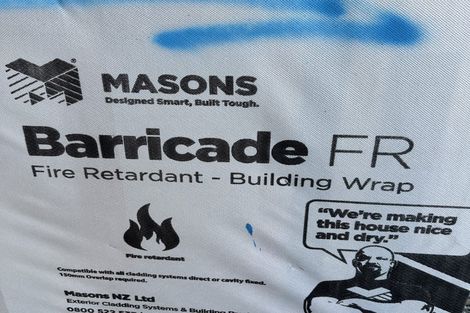 MASONS
Designed Smart, Built Tough.
Barricade FR
Fire Retardant - Building Wrap
"We're making
this house nice
and dry."
Fire retardant
Compatible with all cladding systems direct or cavity fixed.
150mm Overlap required.
Masons NZ Ltd
Exterior Cladding Systems & Building
0800 522